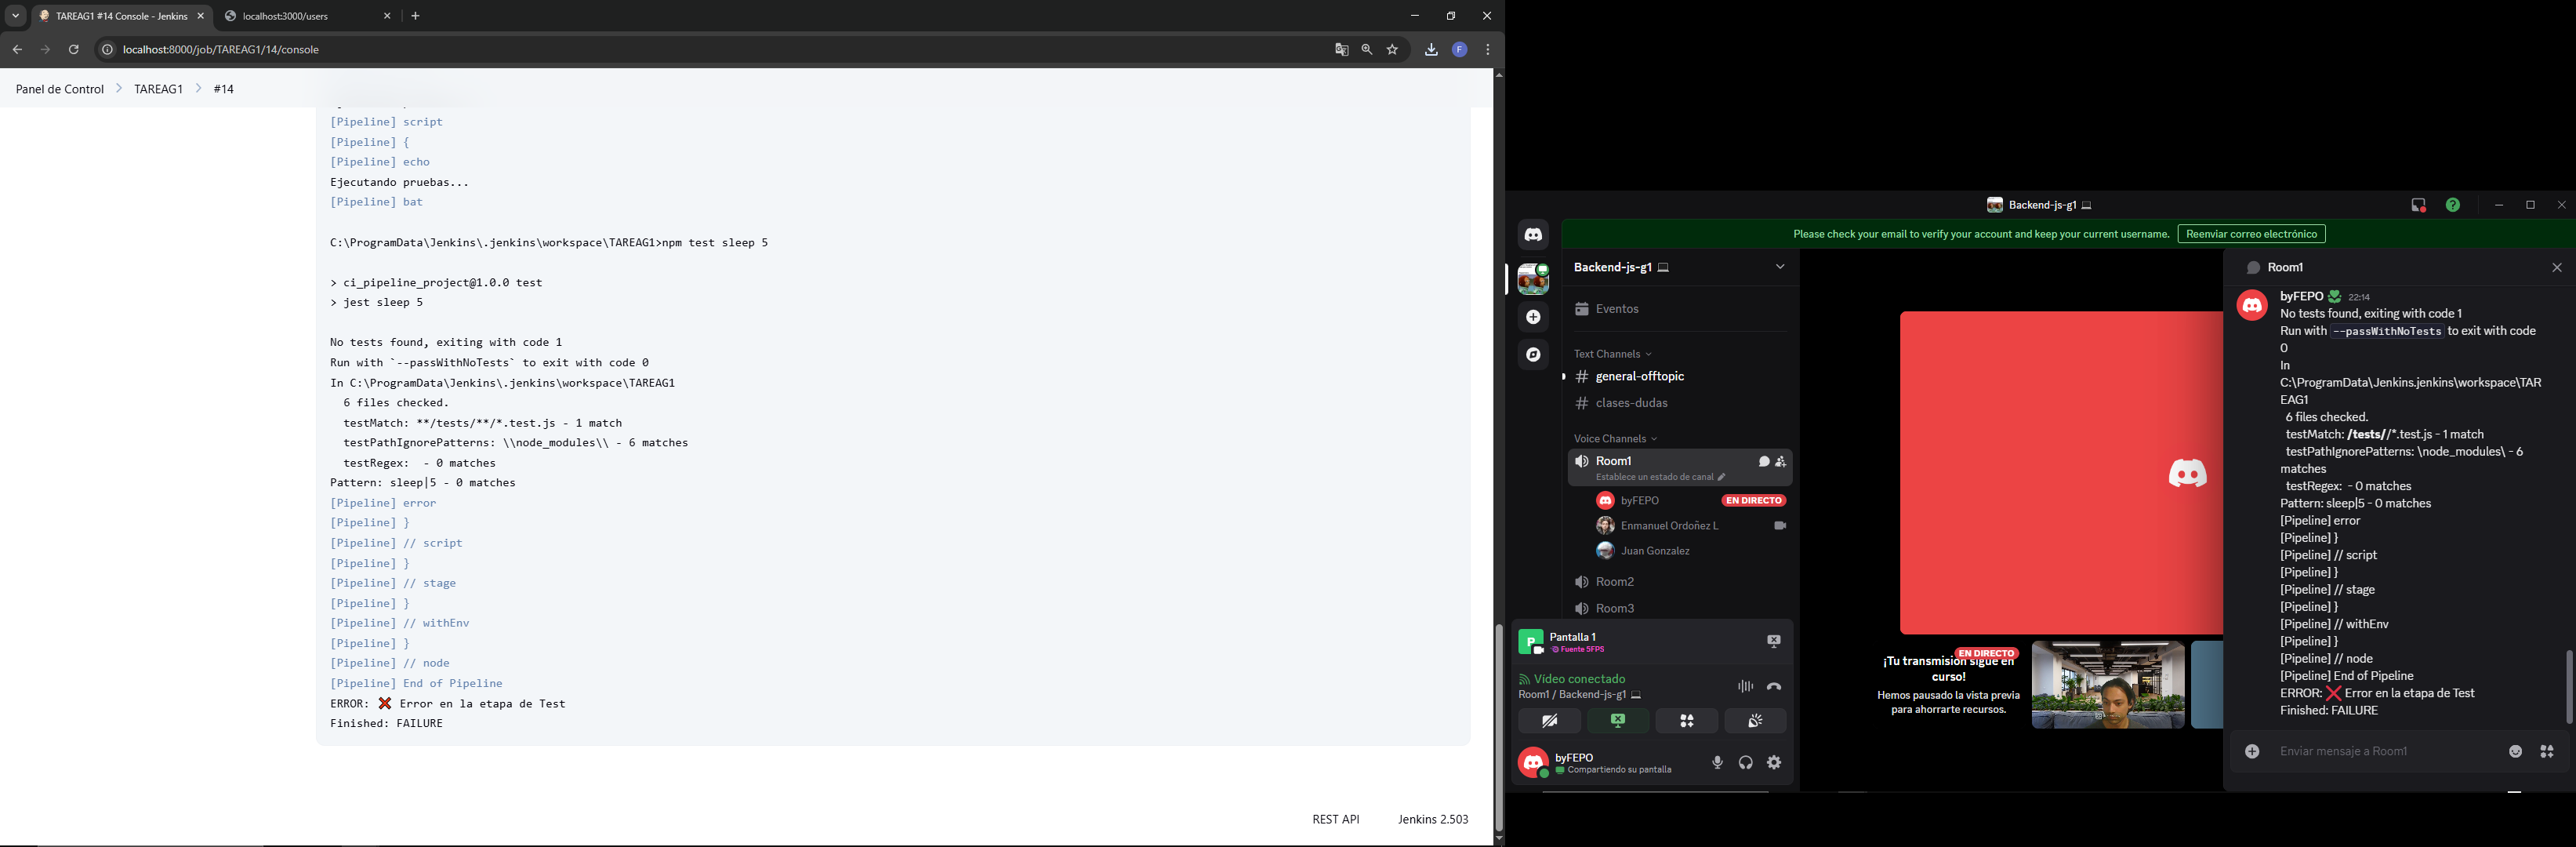 TAREAG1 #14 Console - Jenkins
localhost:3000/users
localhost:8000/job/TAREAG1/14/console
F
Panel de Control > TAREAG1 > #14
[Pipeline] script
[Pipeline] {
[Pipeline] echo
Ejecutando pruebas...
[Pipeline] bat
C:\ProgramData\Jenkins\.jenkins\workspace\TAREAG1>npm test sleep 5
> ci_pipeline_project@1.0.0 test
> jest sleep 5
No tests found, exiting with code 1
Run with `--passWithNoTests` to exit with code 0
In C:\ProgramData\Jenkins\.jenkins\workspace\TAREAG1
6 files checked.
testMatch: **/tests/**/*.test.js - 1 match
testPathIgnorePatterns: \\node_modules\\ - 6 matches
testRegex:  - 0 matches
Pattern: sleep|5 - 0 matches
[Pipeline] error
[Pipeline] }
[Pipeline] // script
[Pipeline] }
[Pipeline] // stage
[Pipeline] }
[Pipeline] // withEnv
[Pipeline] }
[Pipeline] // node
[Pipeline] End of Pipeline
ERROR: ❌ Error en la etapa de Test
Finished: FAILURE
REST API
Jenkins 2.503
Backend-js-g1 💻
Please check your email to verify your account and keep your current username.
Reenviar correo electrónico
Backend-js-g1 💻
Eventos
Text Channels
general-offtopic
clases-dudas
Voice Channels
Room1
Establece un estado de canal
byFEPO
EN DIRECTO
Enmanuel Ordoñez L
Juan Gonzalez
Room2
Room3
P
Pantalla 1
Fuente 5FPS
Vídeo conectado
Room1 / Backend-js-g1 💻
byFEPO
Compartiendo su pantalla
EN DIRECTO
¡Tu transmisión sigue en
curso!
Hemos pausado la vista previa
para ahorrarte recursos.
Room1
byFEPO 22:14
No tests found, exiting with code 1
Run with --passWithNoTests to exit with code
0
In
C:\ProgramData\Jenkins.jenkins\workspace\TAR
EAG1
6 files checked.
testMatch: /tests//*.test.js - 1 match
testPathIgnorePatterns: \node_modules\ - 6
matches
testRegex:  - 0 matches
Pattern: sleep|5 - 0 matches
[Pipeline] error
[Pipeline] }
[Pipeline] // script
[Pipeline] }
[Pipeline] // stage
[Pipeline] }
[Pipeline] // withEnv
[Pipeline] }
[Pipeline] // node
[Pipeline] End of Pipeline
ERROR: ❌ Error en la etapa de Test
Finished: FAILURE
Enviar mensaje a Room1